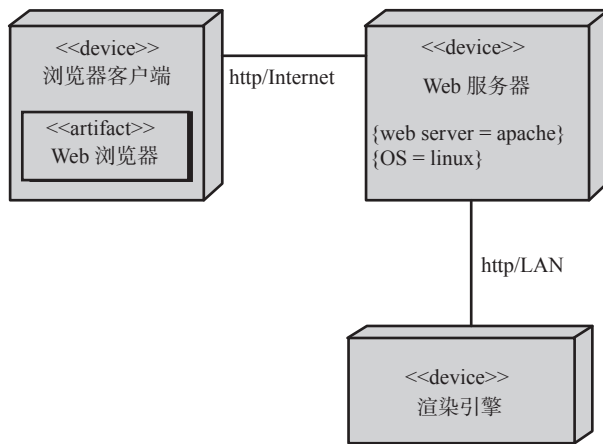 <<device>>
浏览器客户端
<<artifact>>
Web 浏览器
http/Internet
<<device>>
Web 服务器
{web server = apache}
{OS = linux}
http/LAN
<<device>>
渲染引擎